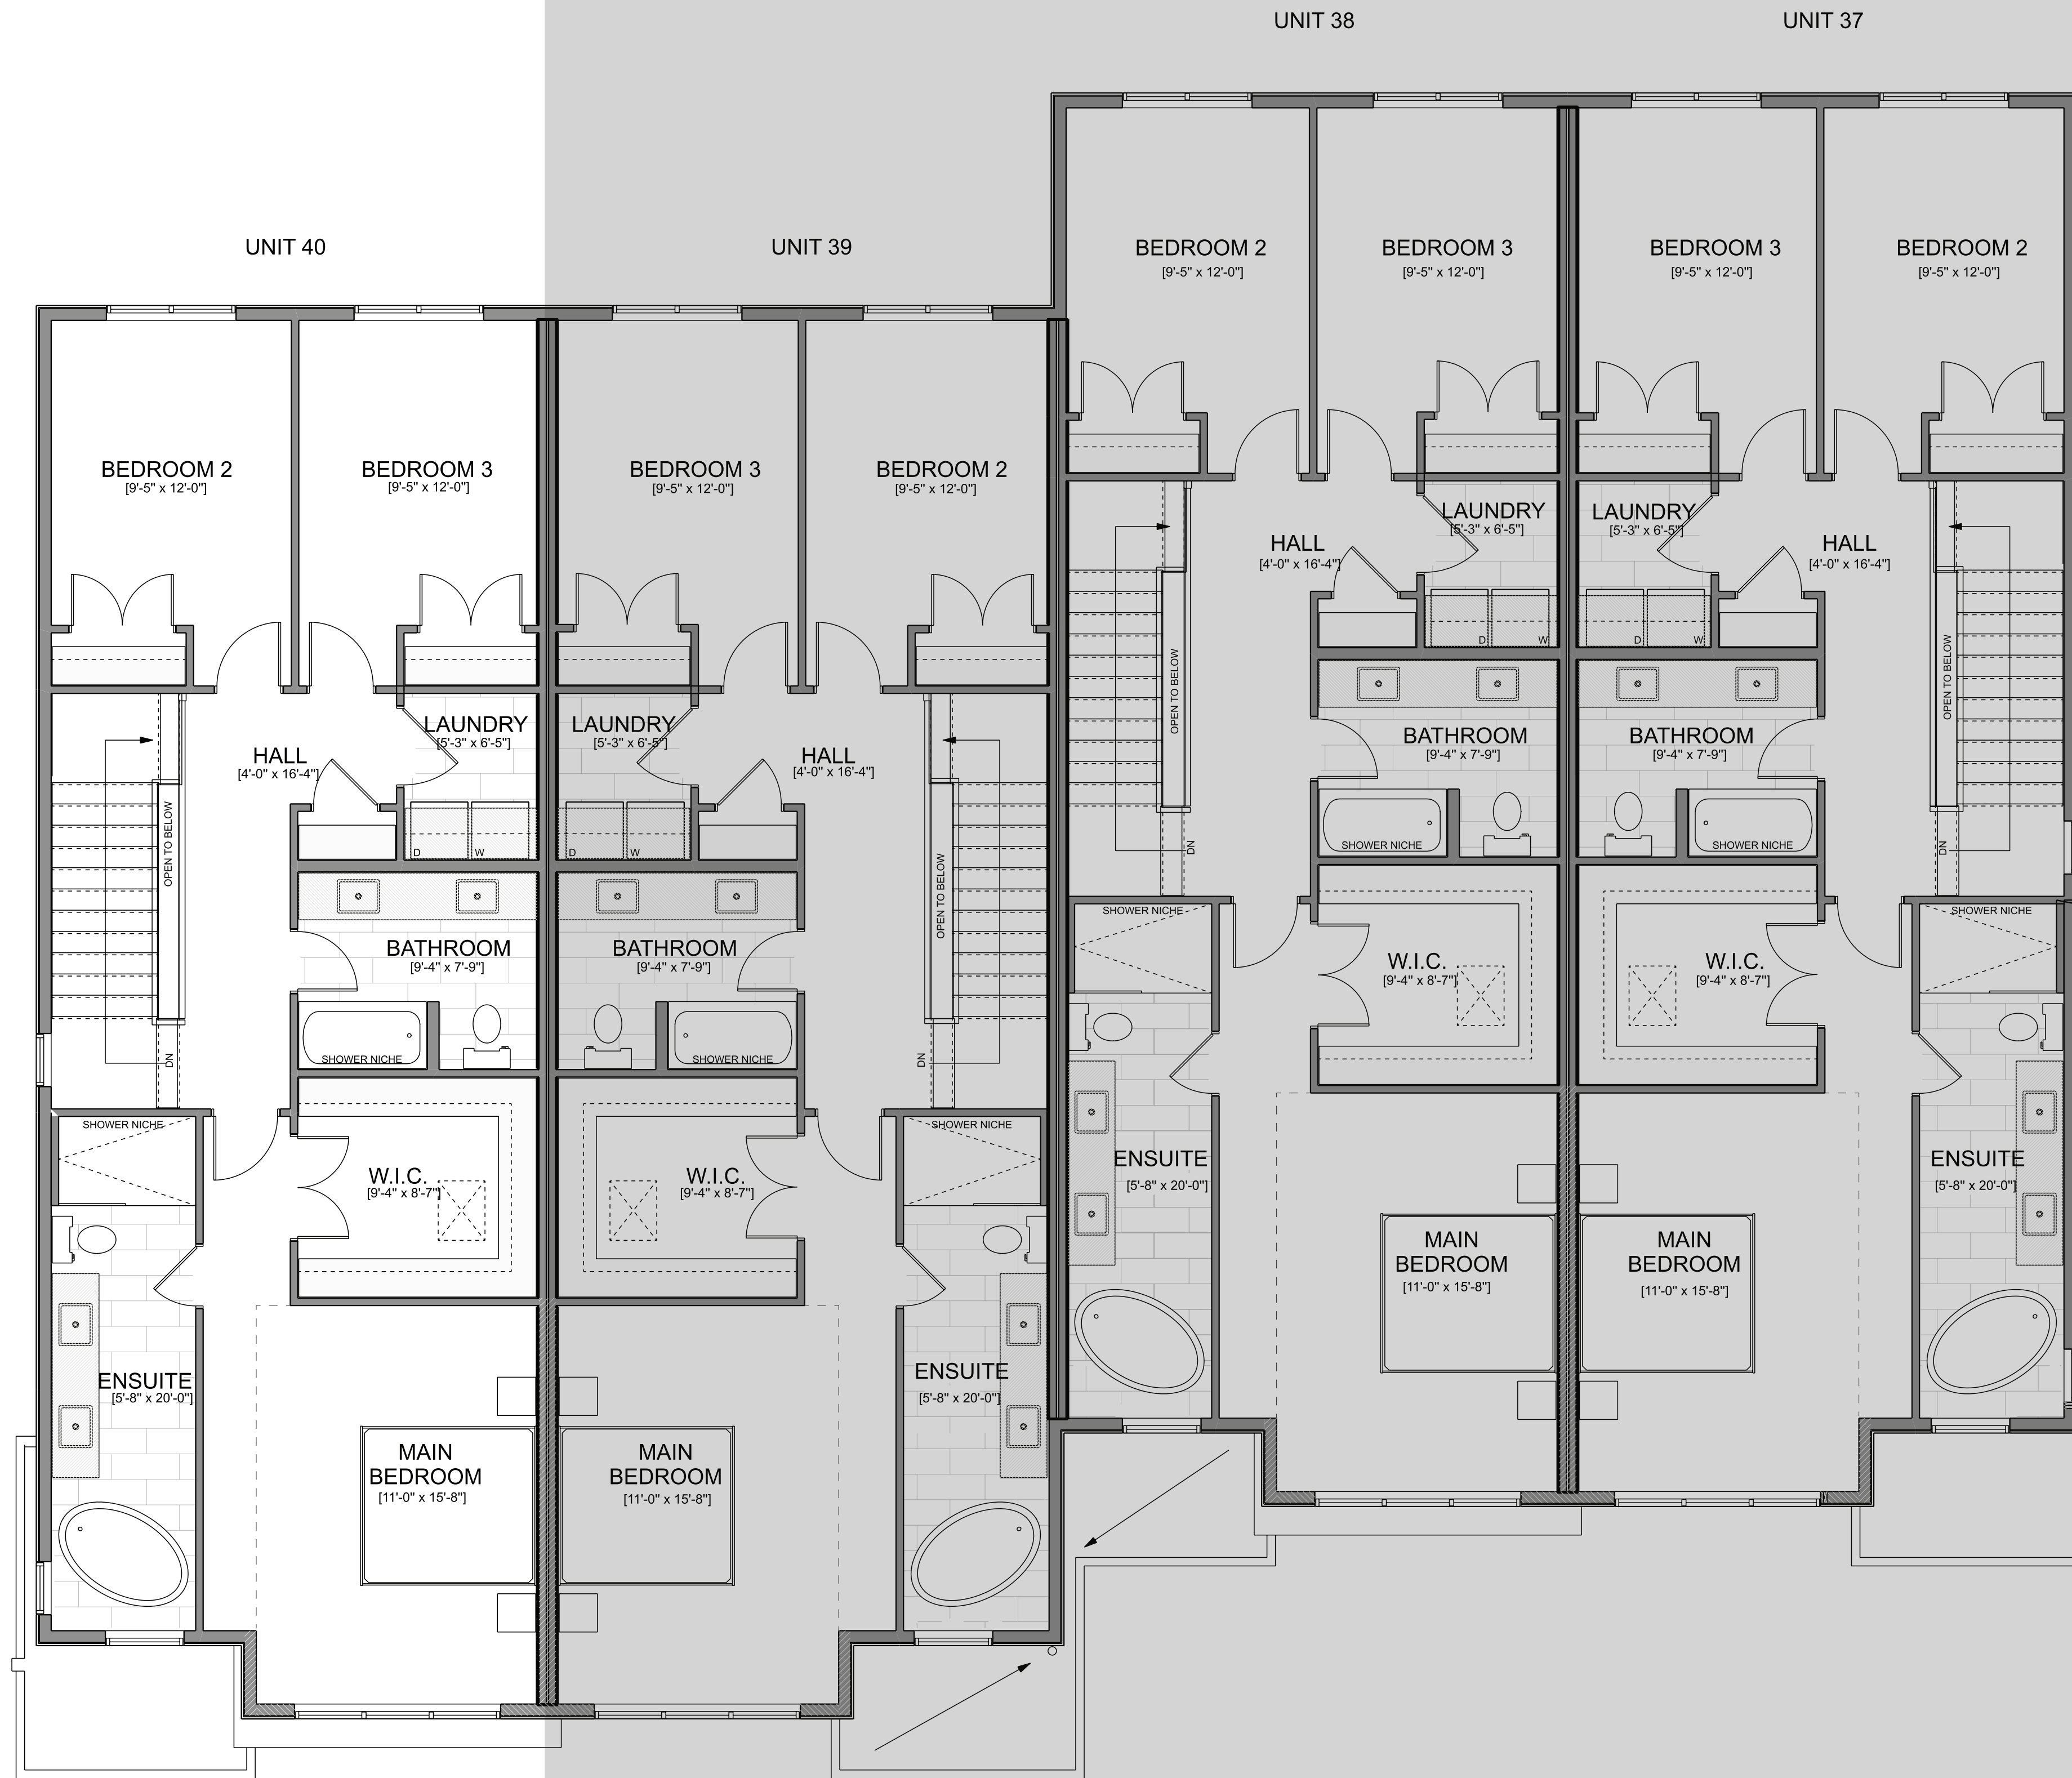 UNIT 38
UNIT 37
UNIT 40
UNIT 39
BEDROOM 2
[9'-5" x 12'-0"]
BEDROOM 3
[9'-5" x 12'-0"]
BEDROOM 3
[9'-5" x 12'-0"]
BEDROOM 2
[9'-5" x 12'-0"]
BEDROOM 2
[9'-5" x 12'-0"]
BEDROOM 3
[9'-5" x 12'-0"]
BEDROOM 3
[9'-5" x 12'-0"]
BEDROOM 2
[9'-5" x 12'-0"]
LAUNDRY
[5'-3" x 6'-5"]
LAUNDRY
[5'-3" x 6'-5"]
HALL
[4'-0" x 16'-4"]
HALL
[4'-0" x 16'-4"]
D
W
D
W
OPEN TO BELOW
OPEN TO BELOW
LAUNDRY
[5'-3" x 6'-5"]
LAUNDRY
[5'-3" x 6'-5"]
HALL
[4'-0" x 16'-4"]
HALL
[4'-0" x 16'-4"]
BATHROOM
[9'-4" x 7'-9"]
BATHROOM
[9'-4" x 7'-9"]
SHOWER NICHE
SHOWER NICHE
DN
DN
OPEN TO BELOW
OPEN TO BELOW
D
W
D
W
SHOWER NICHE
SHOWER NICHE
BATHROOM
[9'-4" x 7'-9"]
BATHROOM
[9'-4" x 7'-9"]
W.I.C.
[9'-4" x 8'-7"]
W.I.C.
[9'-4" x 8'-7"]
SHOWER NICHE
SHOWER NICHE
DN
DN
SHOWER NICHE
SHOWER NICHE
W.I.C.
[9'-4" x 8'-7"]
W.I.C.
[9'-4" x 8'-7"]
ENSUITE
[5'-8" x 20'-0"]
ENSUITE
[5'-8" x 20'-0"]
MAIN
BEDROOM
[11'-0" x 15'-8"]
MAIN
BEDROOM
[11'-0" x 15'-8"]
ENSUITE
[5'-8" x 20'-0"]
ENSUITE
[5'-8" x 20'-0"]
MAIN
BEDROOM
[11'-0" x 15'-8"]
MAIN
BEDROOM
[11'-0" x 15'-8"]